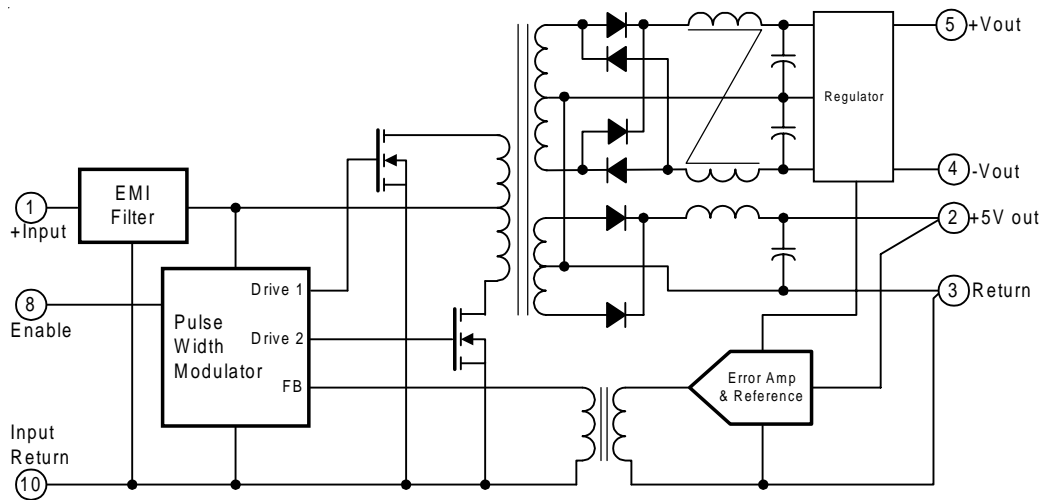 5 +Vout
Regulator
4 -Vout
EMI
Filter
1
+Input
2 +5V out
Drive 1
3 Return
8
Enable
Pulse
Width
Modulator
Drive 2
FB
Error Amp
& Reference
Input
Return
10